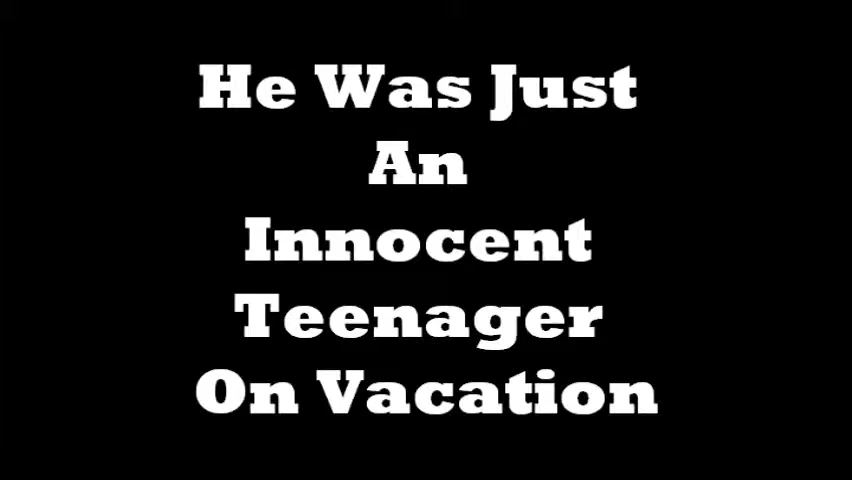 He Was Just
An
Innocent
Teenager
On Vacation